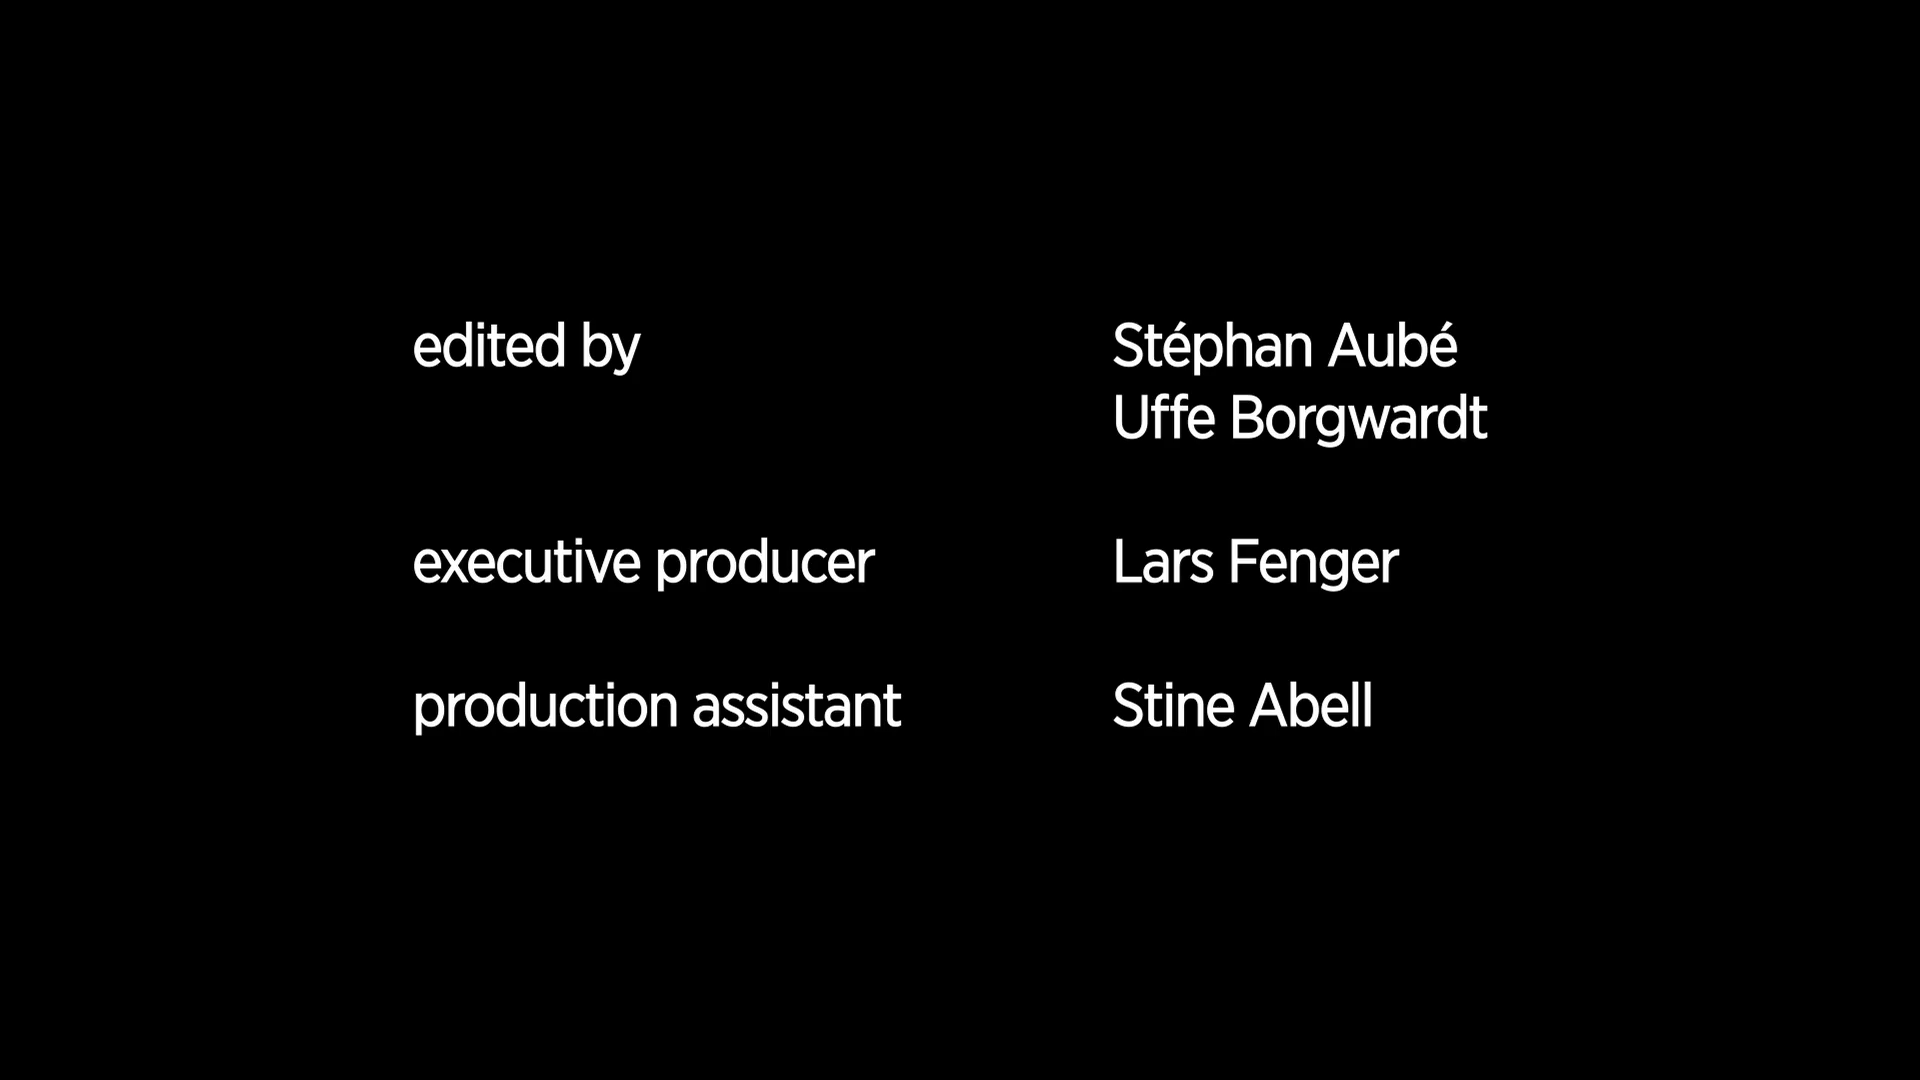 edited by Stéphan Aubé
Uffe Borgwardt
executive producer Lars Fenger
production assistant Stine Abell